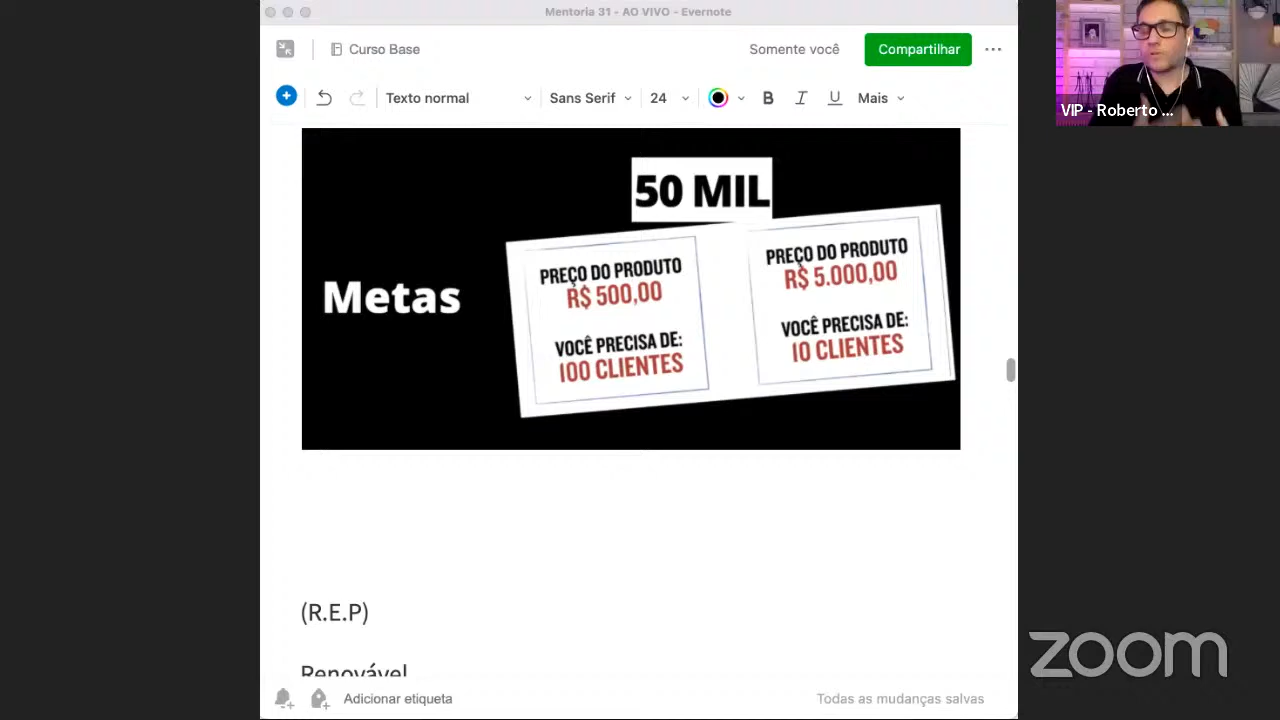 Mentoria 31 - AO VIVO - Evernote
Curso Base
Somente você
Compartilhar
Texto normal
Sans Serif
24
B
I
U
Mais
50 MIL
Metas
PREÇO DO PRODUTO
R$ 500,00
VOCÊ PRECISA DE:
100 CLIENTES
PREÇO DO PRODUTO
R$ 5.000,00
VOCÊ PRECISA DE:
10 CLIENTES
(R.E.P)
Renovável
Adicionar etiqueta
Todas as mudanças salvas
VIP - Roberto ...
zoom